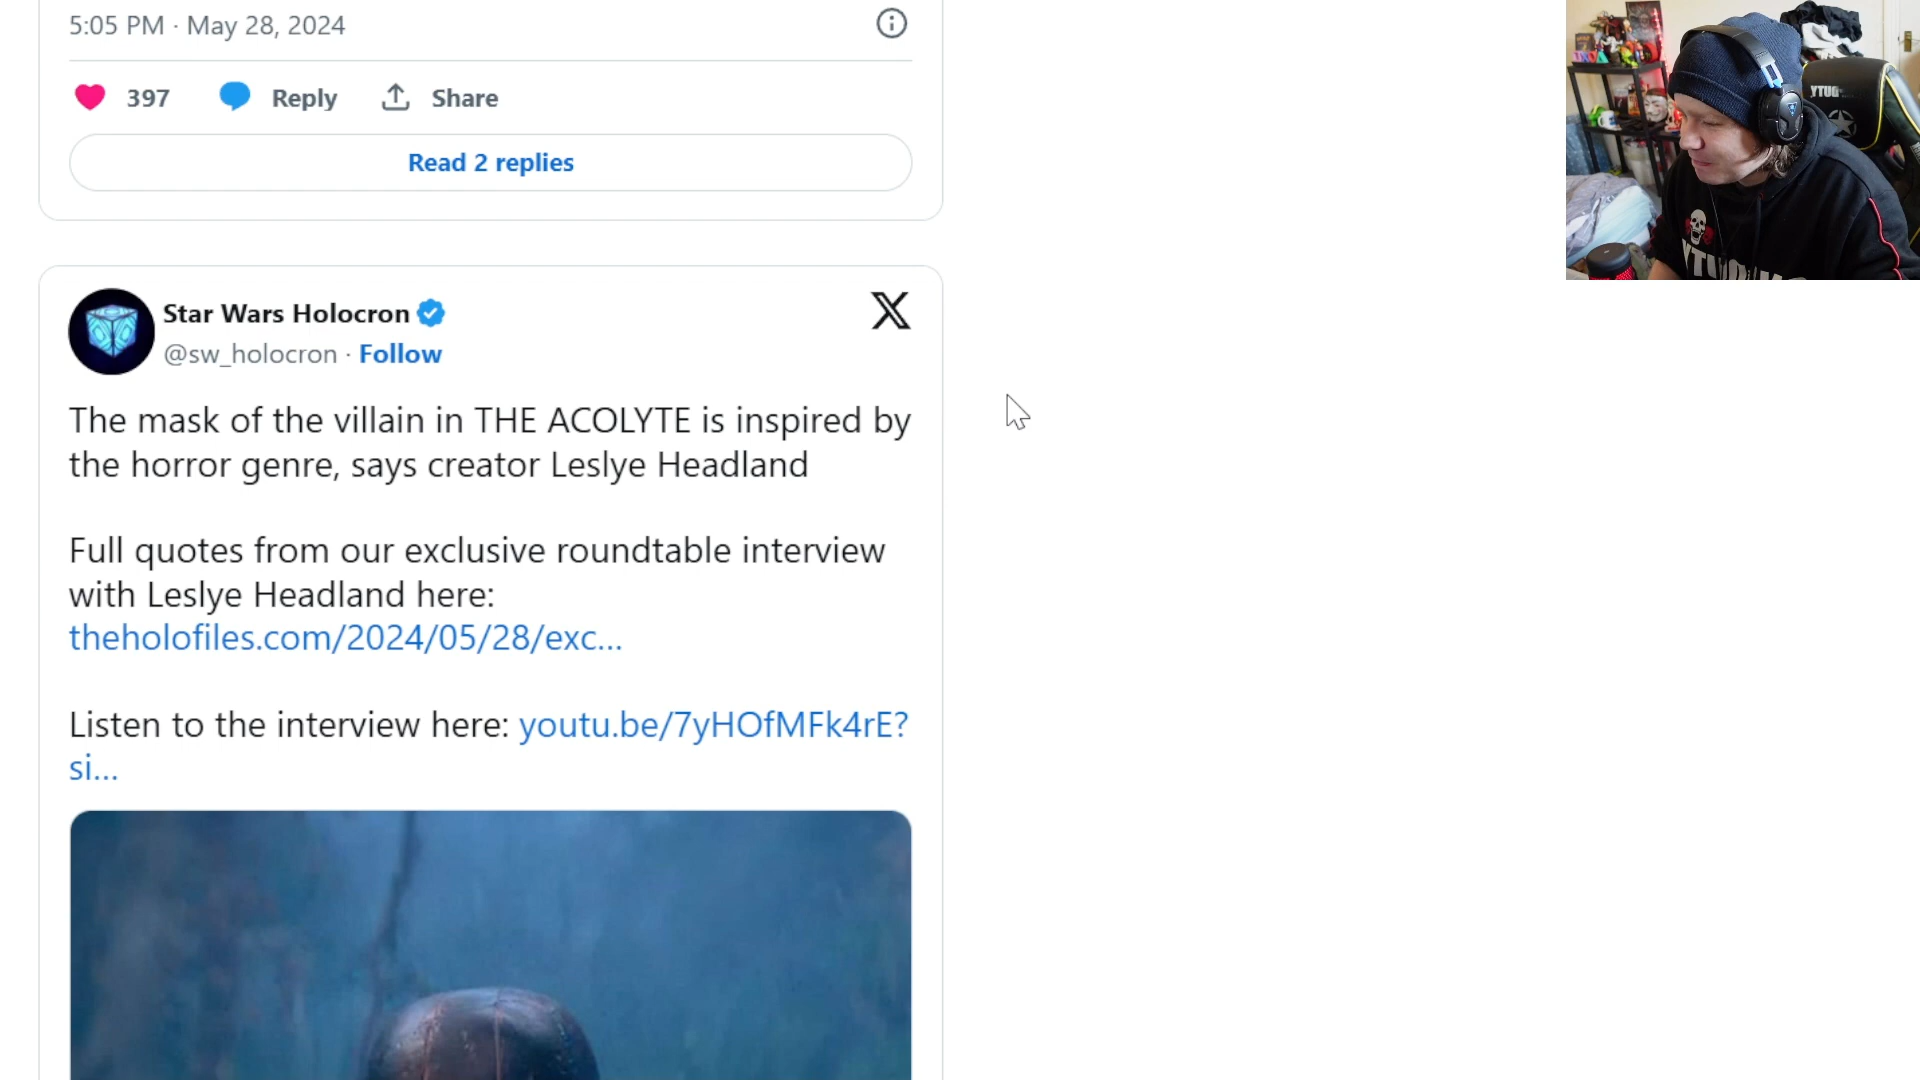 5:05 PM · May 28, 2024
397 Reply Share
Read 2 replies
Star Wars Holocron
@sw_holocron · Follow
The mask of the villain in THE ACOLYTE is inspired by
the horror genre, says creator Leslye Headland
Full quotes from our exclusive roundtable interview
with Leslye Headland here:
theholofiles.com/2024/05/28/exc...
Listen to the interview here: youtu.be/7yHOfMFk4rE?
si...